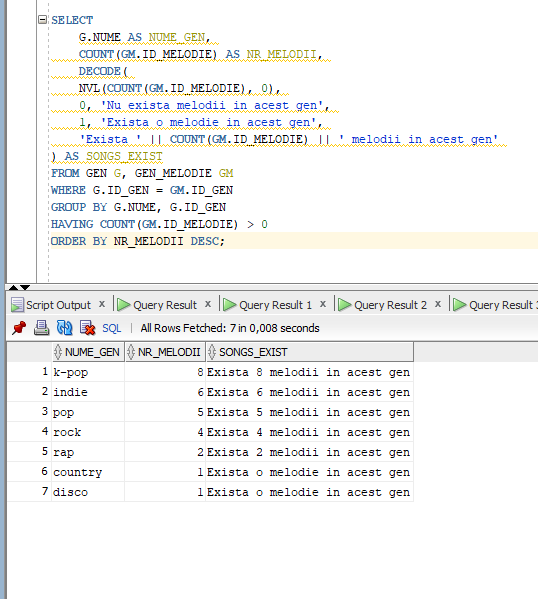 SELECT
G.NUME AS NUME_GEN,
COUNT(GM.ID_MELODIE) AS NR_MELODII,
DECODE(
NVL(COUNT(GM.ID_MELODIE), 0),
0, 'Nu exista melodii in acest gen',
1, 'Exista o melodie in acest gen',
'Exista ' || COUNT(GM.ID_MELODIE) || ' melodii in acest gen'
) AS SONGS_EXIST
FROM GEN G, GEN_MELODIE GM
WHERE G.ID_GEN = GM.ID_GEN
GROUP BY G.NUME, G.ID_GEN
HAVING COUNT(GM.ID_MELODIE) > 0
ORDER BY NR_MELODII DESC;
Script Output x Query Result x Query Result 1 x Query Result 2 x Query Result 3
SQL | All Rows Fetched: 7 in 0,008 seconds
NUME_GEN NR_MELODII SONGS_EXIST
1 k-pop 8 Exista 8 melodii in acest gen
2 indie 6 Exista 6 melodii in acest gen
3 pop 5 Exista 5 melodii in acest gen
4 rock 4 Exista 4 melodii in acest gen
5 rap 2 Exista 2 melodii in acest gen
6 country 1 Exista o melodie in acest gen
7 disco 1 Exista o melodie in acest gen